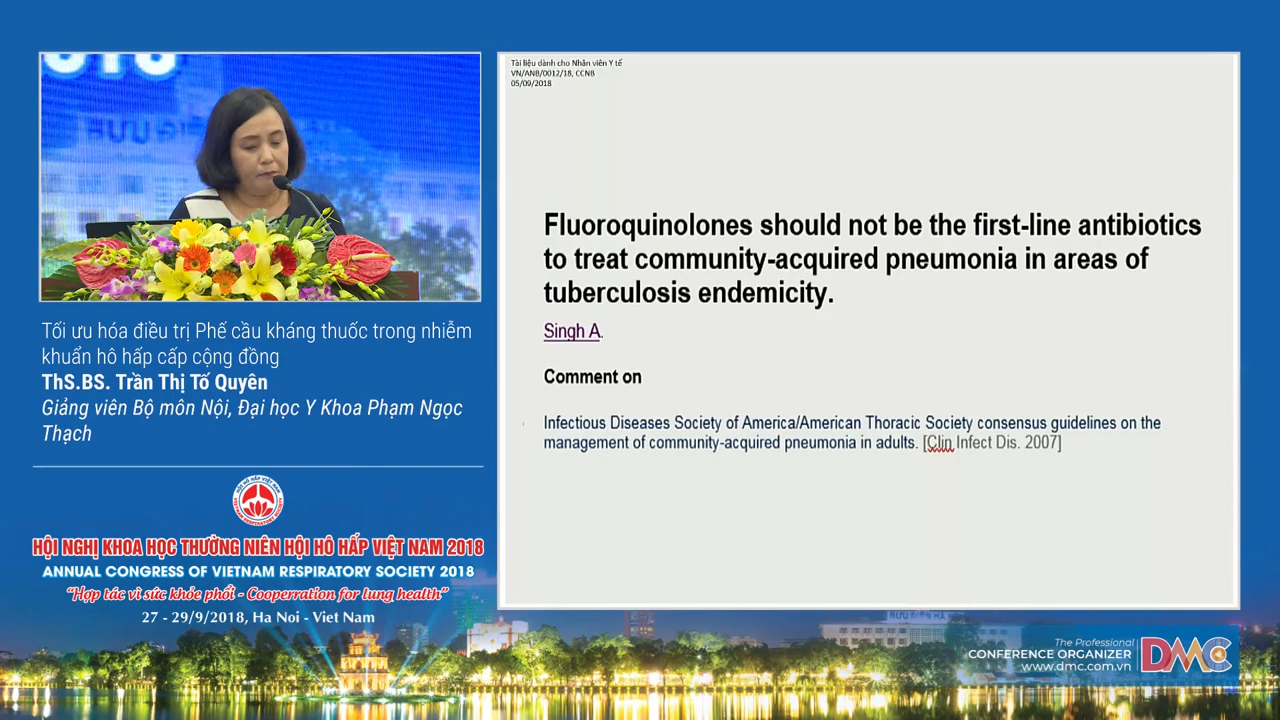 Tối ưu hóa điều trị Phế cầu kháng thuốc trong nhiễm
khuẩn hô hấp cấp cộng đồng
ThS.BS. Trần Thị Tố Quyên
Giảng viên Bộ môn Nội, Đại học Y Khoa Phạm Ngọc
Thạch
HỘI NGHỊ KHOA HỌC THƯỜNG NIÊN HỘI HÔ HẤP VIỆT NAM 2018
ANNUAL CONGRESS OF VIETNAM RESPIRATORY SOCIETY 2018
"Hợp tác vì sức khỏe phổi - Cooperration for lung health"
27 - 29/9/2018, Ha Noi - Viet Nam
Tài liệu dành cho Nhân viên Y tế
VN/ANB/0012/18, CCNB
05/09/2018
Fluoroquinolones should not be the first-line antibiotics
to treat community-acquired pneumonia in areas of
tuberculosis endemicity.
Singh A.
Comment on
Infectious Diseases Society of America/American Thoracic Society consensus guidelines on the
management of community-acquired pneumonia in adults. [Clin Infect Dis. 2007]
The Professional
CONFERENCE ORGANIZER
www.dmc.com.vn
DMC